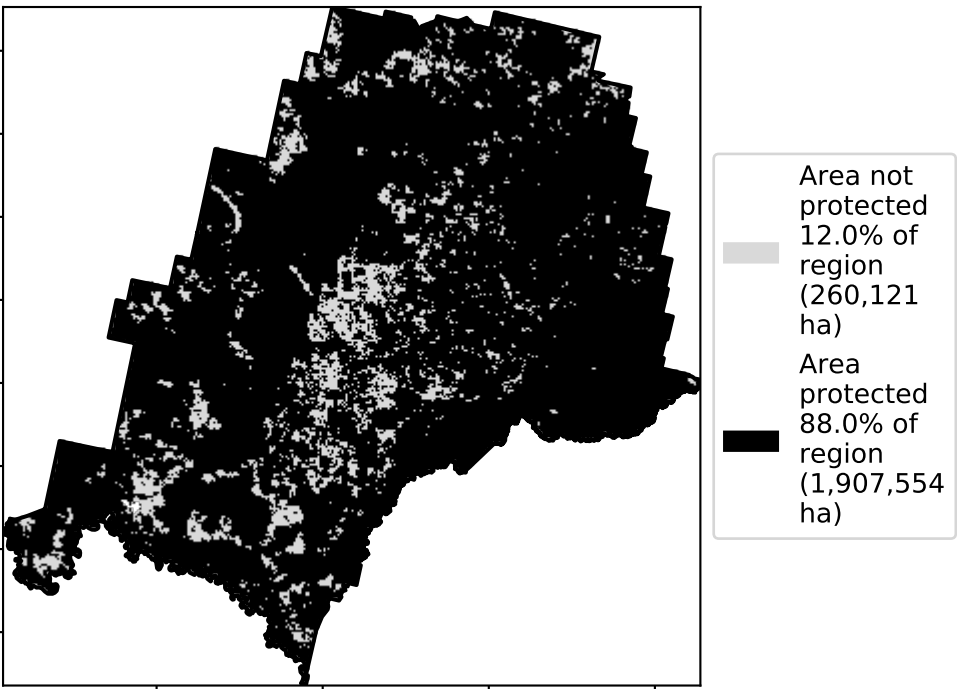 Area not
protected
12.0% of
region
(260,121
ha)
Area
protected
88.0% of
region
(1,907,554
ha)